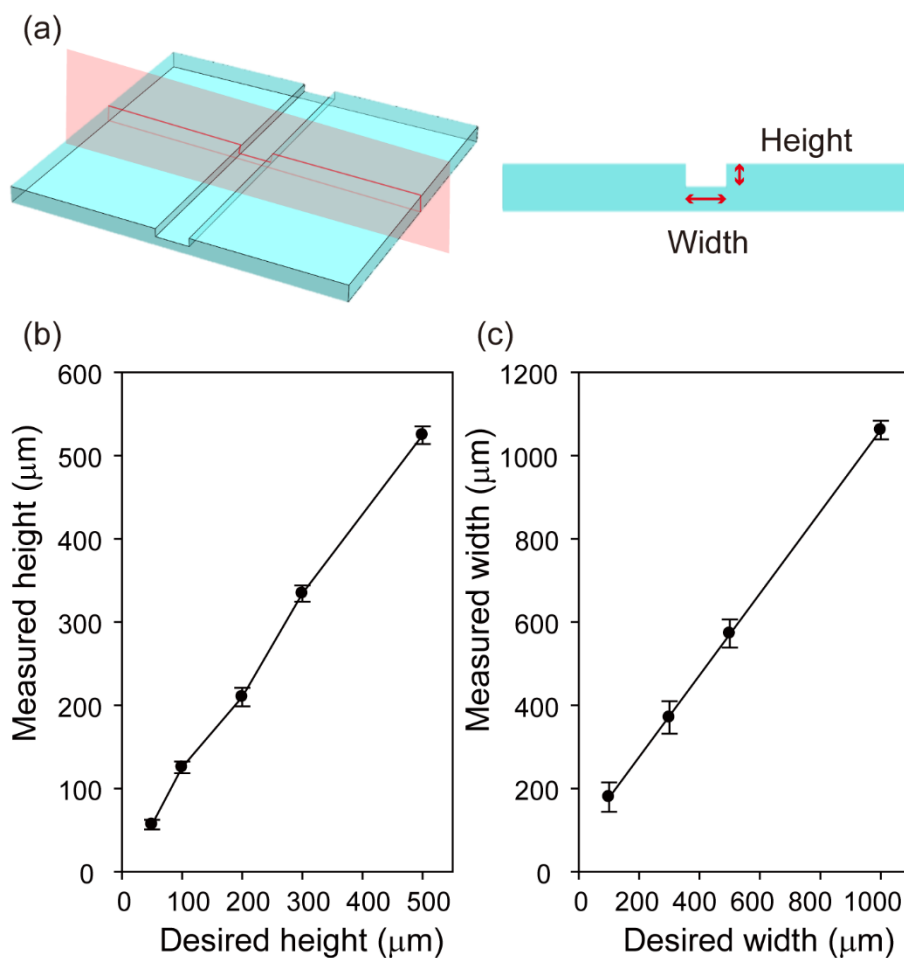 (a)
Height
Width
(b)
600
500
400
300
200
100
0
Measured height (μm)
0 100 200 300 400 500
Desired height (μm)
(c)
1200
1000
800
600
400
200
0
Measured width (μm)
0 200 400 600 800 1000
Desired width (μm)